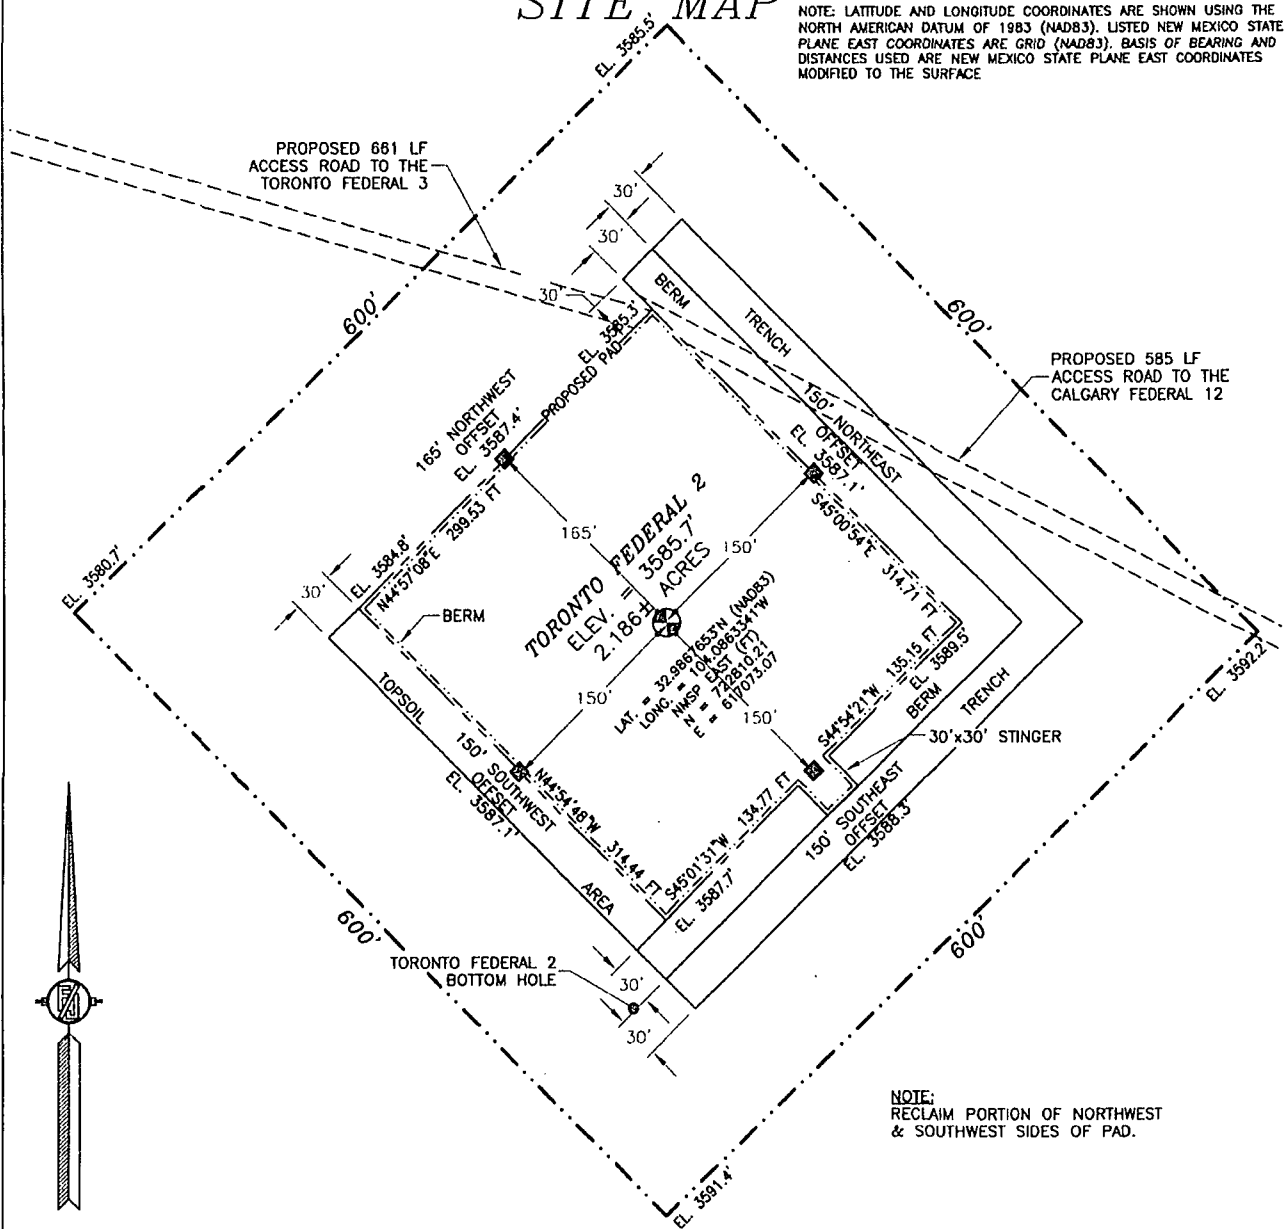 SITE MAP
NOTE: LATITUDE AND LONGITUDE COORDINATES ARE SHOWN USING THE
NORTH AMERICAN DATUM OF 1983 (NAD83). LISTED NEW MEXICO STATE
PLANE EAST COORDINATES ARE GRID (NAD83). BASIS OF BEARING AND
DISTANCES USED ARE NEW MEXICO STATE PLANE EAST COORDINATES
MODIFIED TO THE SURFACE
EL. 3585.5'
PROPOSED 661 LF
ACCESS ROAD TO THE
TORONTO FEDERAL 3
30'
30'
30'
600'
600'
BERM
TRENCH
EL. 3585.3'
PROPOSED PAD
PROPOSED 585 LF
ACCESS ROAD TO THE
CALGARY FEDERAL 12
165' NORTHWEST
OFFSET
EL. 3587.4'
150' NORTHEAST
OFFSET
EL. 3587.1'
N44°57'08"E 299.53 FT
S45°00'54"E 314.71 FT
165'
150'
TORONTO FEDERAL 2
ELEV. = 3585.7'
2.186± ACRES
LAT. = 32.9867653°N (NAD83)
LONG. = 104.0863341°W
NMSP EAST (FT)
N = 722810.21
E = 617073.07
EL. 3580.7'
EL. 3584.8'
30'
BERM
TOPSOIL AREA
150'
150'
150' SOUTHWEST
OFFSET
EL. 3587.1'
N44°54'48"W 314.44 FT
S44°54'21"W 135.15 FT
EL. 3589.5'
BERM
TRENCH
EL. 3592.2'
30'x30' STINGER
S45°01'31"W 134.77 FT
EL. 3587.7'
150' SOUTHEAST
OFFSET
EL. 3588.3'
600'
600'
TORONTO FEDERAL 2
BOTTOM HOLE
30'
30'
NOTE:
RECLAIM PORTION OF NORTHWEST
& SOUTHWEST SIDES OF PAD.
EL. 3591.4'